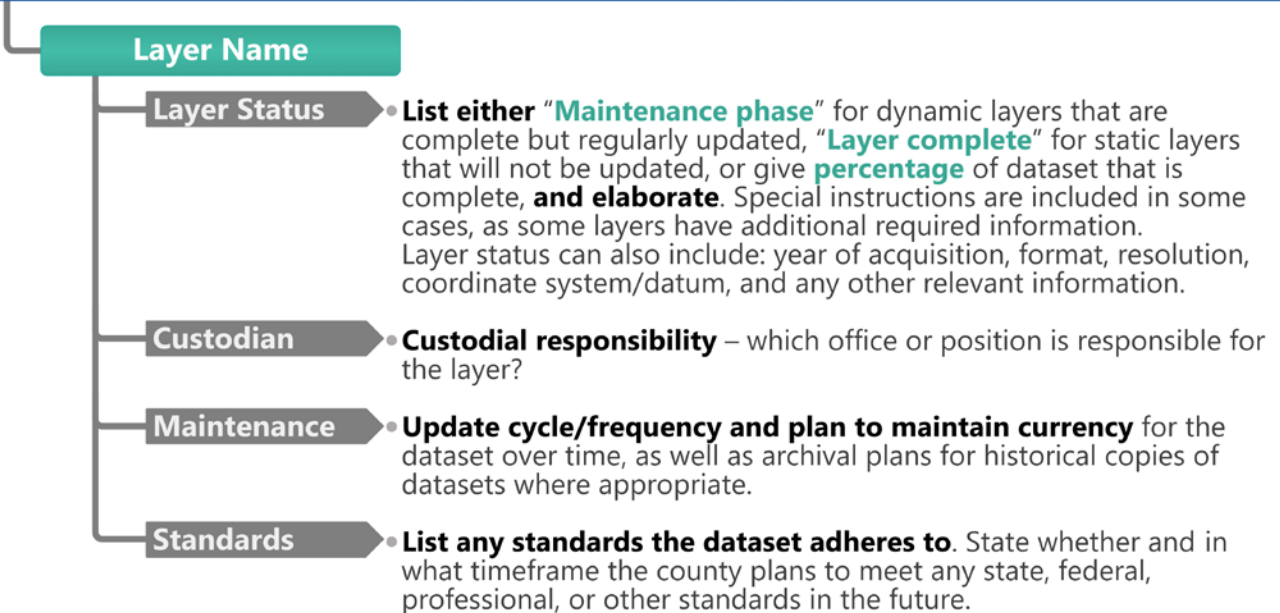 Layer Name
Layer Status
List either “Maintenance phase” for dynamic layers that are
complete but regularly updated, “Layer complete” for static layers
that will not be updated, or give percentage of dataset that is
complete, and elaborate. Special instructions are included in some
cases, as some layers have additional required information.
Layer status can also include: year of acquisition, format, resolution,
coordinate system/datum, and any other relevant information.
Custodian
Custodial responsibility – which office or position is responsible for
the layer?
Maintenance
Update cycle/frequency and plan to maintain currency for the
dataset over time, as well as archival plans for historical copies of
datasets where appropriate.
Standards
List any standards the dataset adheres to. State whether and in
what timeframe the county plans to meet any state, federal,
professional, or other standards in the future.